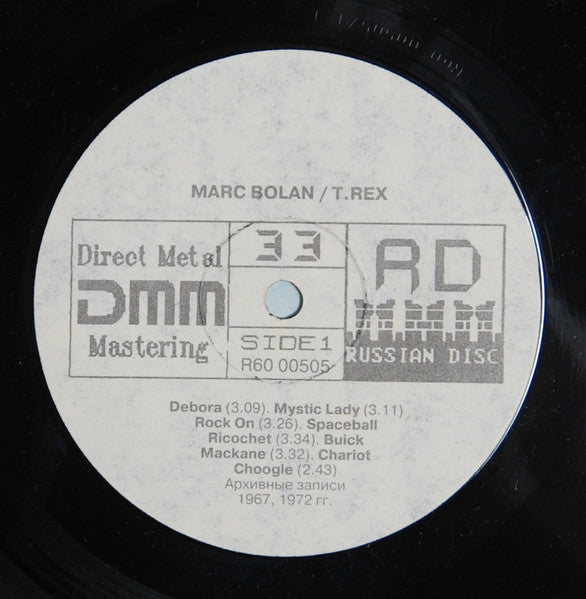 MARC BOLAN / T.REX
Direct Metal
DMM
Mastering
33
SIDE 1
R60 00505
RD
RUSSIAN DISC
Debora (3.09). Mystic Lady (3.11)
Rock On (3.26). Spaceball
Ricochet (3.34). Buick
Mackane (3.32). Chariot
Choogle (2.43)
Архивные записи
1967, 1972 гг.